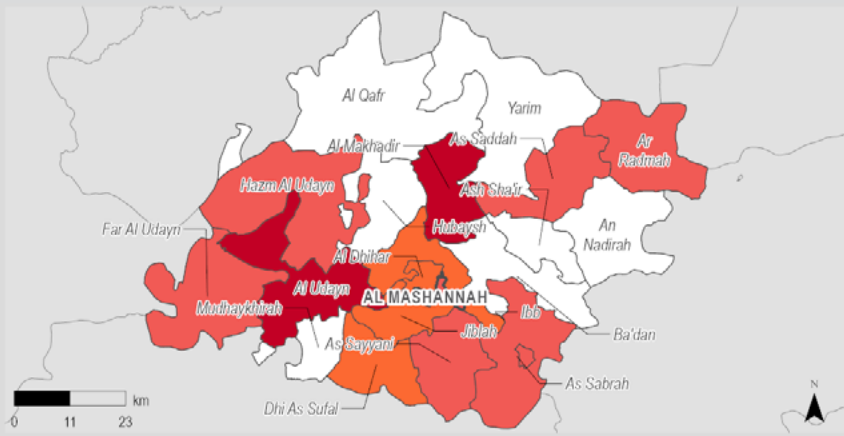 Al Qafr
Yarim
Al Makhadir
As Saddah
Ar
Radmah
Hazm Al Udayn
Ash Sha'ir
Far Al Udayn
Hubaysh
An
Nadirah
Al Dhihar
Al Udayn
AL MASHANNAH
Mudhaykhirah
Ibb
Jiblah
Ba'dan
As Sayyani
As Sabrah
Dhi As Sufal
km
0 11 23
N